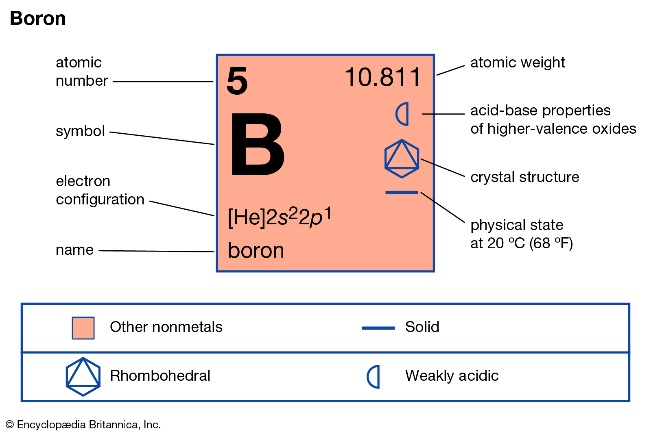 Boron
atomic
number
5
10.811
atomic weight
symbol
B
acid-base properties
of higher-valence oxides
electron
configuration
crystal structure
[He]2s²2p¹
physical state
at 20 ºC (68 ºF)
name
boron
Other nonmetals
Solid
Rhombohedral
Weakly acidic
© Encyclopædia Britannica, Inc.